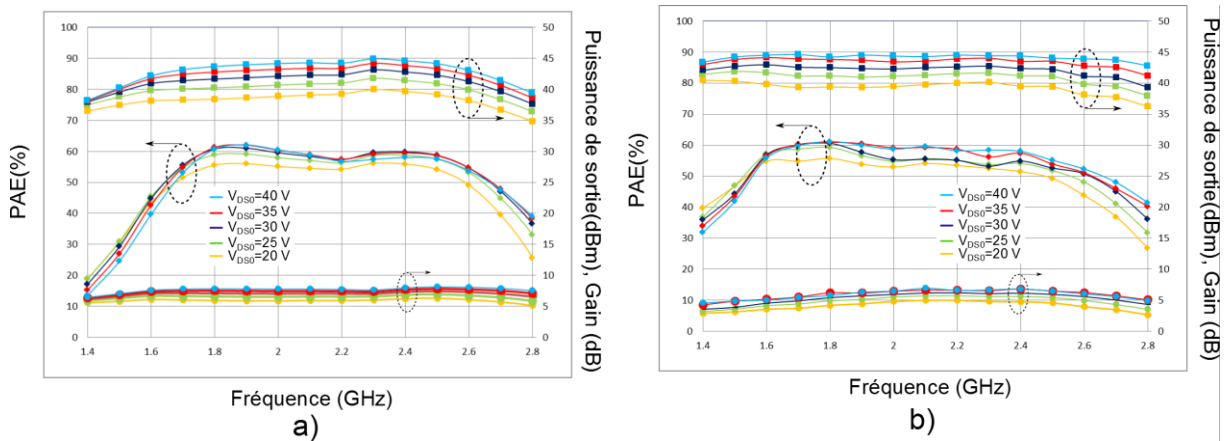 a)
PAE(%)
100
90
80
70
60
50
40
30
20
10
0
V_DS0=40 V
V_DS0=35 V
V_DS0=30 V
V_DS0=25 V
V_DS0=20 V
50
45
40
35
30
25
20
15
10
5
0
Puissance de sortie(dBm), Gain (dB)
1.4 1.6 1.8 2 2.2 2.4 2.6 2.8
Fréquence (GHz)
b)
PAE(%)
100
90
80
70
60
50
40
30
20
10
0
V_DS0=40 V
V_DS0=35 V
V_DS0=30 V
V_DS0=25 V
V_DS0=20 V
50
45
40
35
30
25
20
15
10
5
0
Puissance de sortie(dBm), Gain (dB)
1.4 1.6 1.8 2 2.2 2.4 2.6 2.8
Fréquence (GHz)